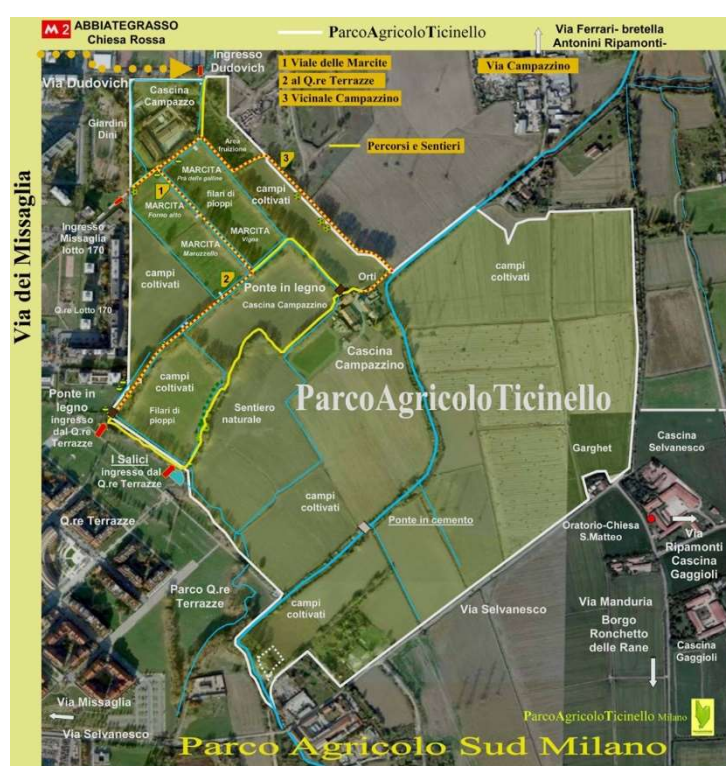 M 2 ABBIATEGRASSO
Chiesa Rossa
ParcoAgricoloTicinello
Via Ferrari- bretella
Antonini Ripamonti-
Via Dudovich
Ingresso
Dudovich
1 Viale delle Marcite
2 al Q.re Terrazze
3 Vicinale Campazzino
Via Campazzino
Percorsi e Sentieri
Cascina
Campazzo
Giardini
Dini
Area
fruizione
3
MARCITA
Prà delle galline
1
MARCITA
Formo alto
filari di
pioppi
campi
coltivati
MARCITA
Vigne
MARCITA
Maruzzello
Via dei Missaglia
Ingresso
Missaglia
lotto 170
Q.re Lotto 170
campi
coltivati
2
Ponte in legno
Orti
Cascina Campazzino
campi
coltivati
Cascina
Campazzino
ParcoAgricoloTicinello
campi
coltivati
Filari di
pioppi
Sentiero
naturale
Ponte in
legno
ingresso
dal Q.re
Terrazze
I Salici
ingresso dal
Q.re Terrazze
Garghet
Cascina
Selvanesco
Q.re Terrazze
campi
coltivati
Ponte in cemento
Oratorio-Chiesa
S.Matteo
Via
Ripamonti
Cascina
Gaggioli
Parco Q.re
Terrazze
campi
coltivati
Via Selvanesco
Via Manduria
Borgo
Ronchetto
delle Rane
Cascina
Gaggioli
Via Missaglia
Via Selvanesco
ParcoAgricoloTicinello Milano
Parco Agricolo Sud Milano